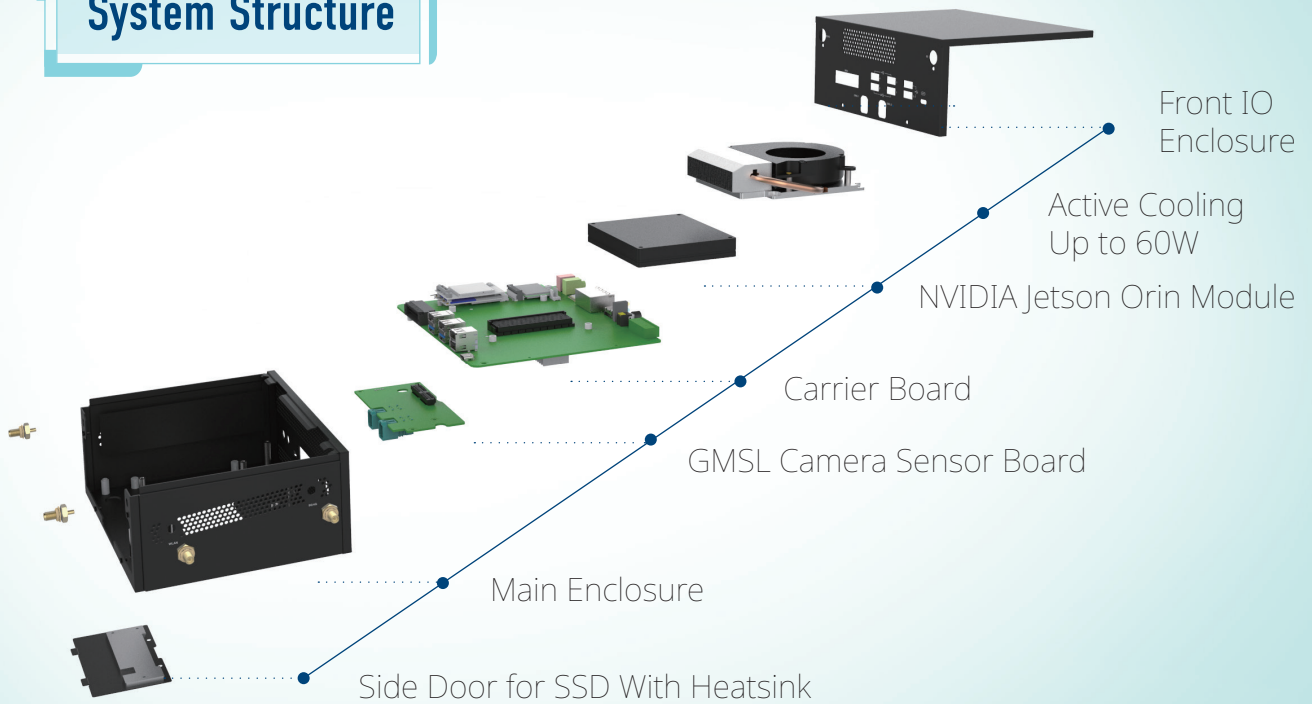 System Structure
Front IO
Enclosure
Active Cooling
Up to 60W
NVIDIA Jetson Orin Module
Carrier Board
GMSL Camera Sensor Board
Main Enclosure
Side Door for SSD With Heatsink